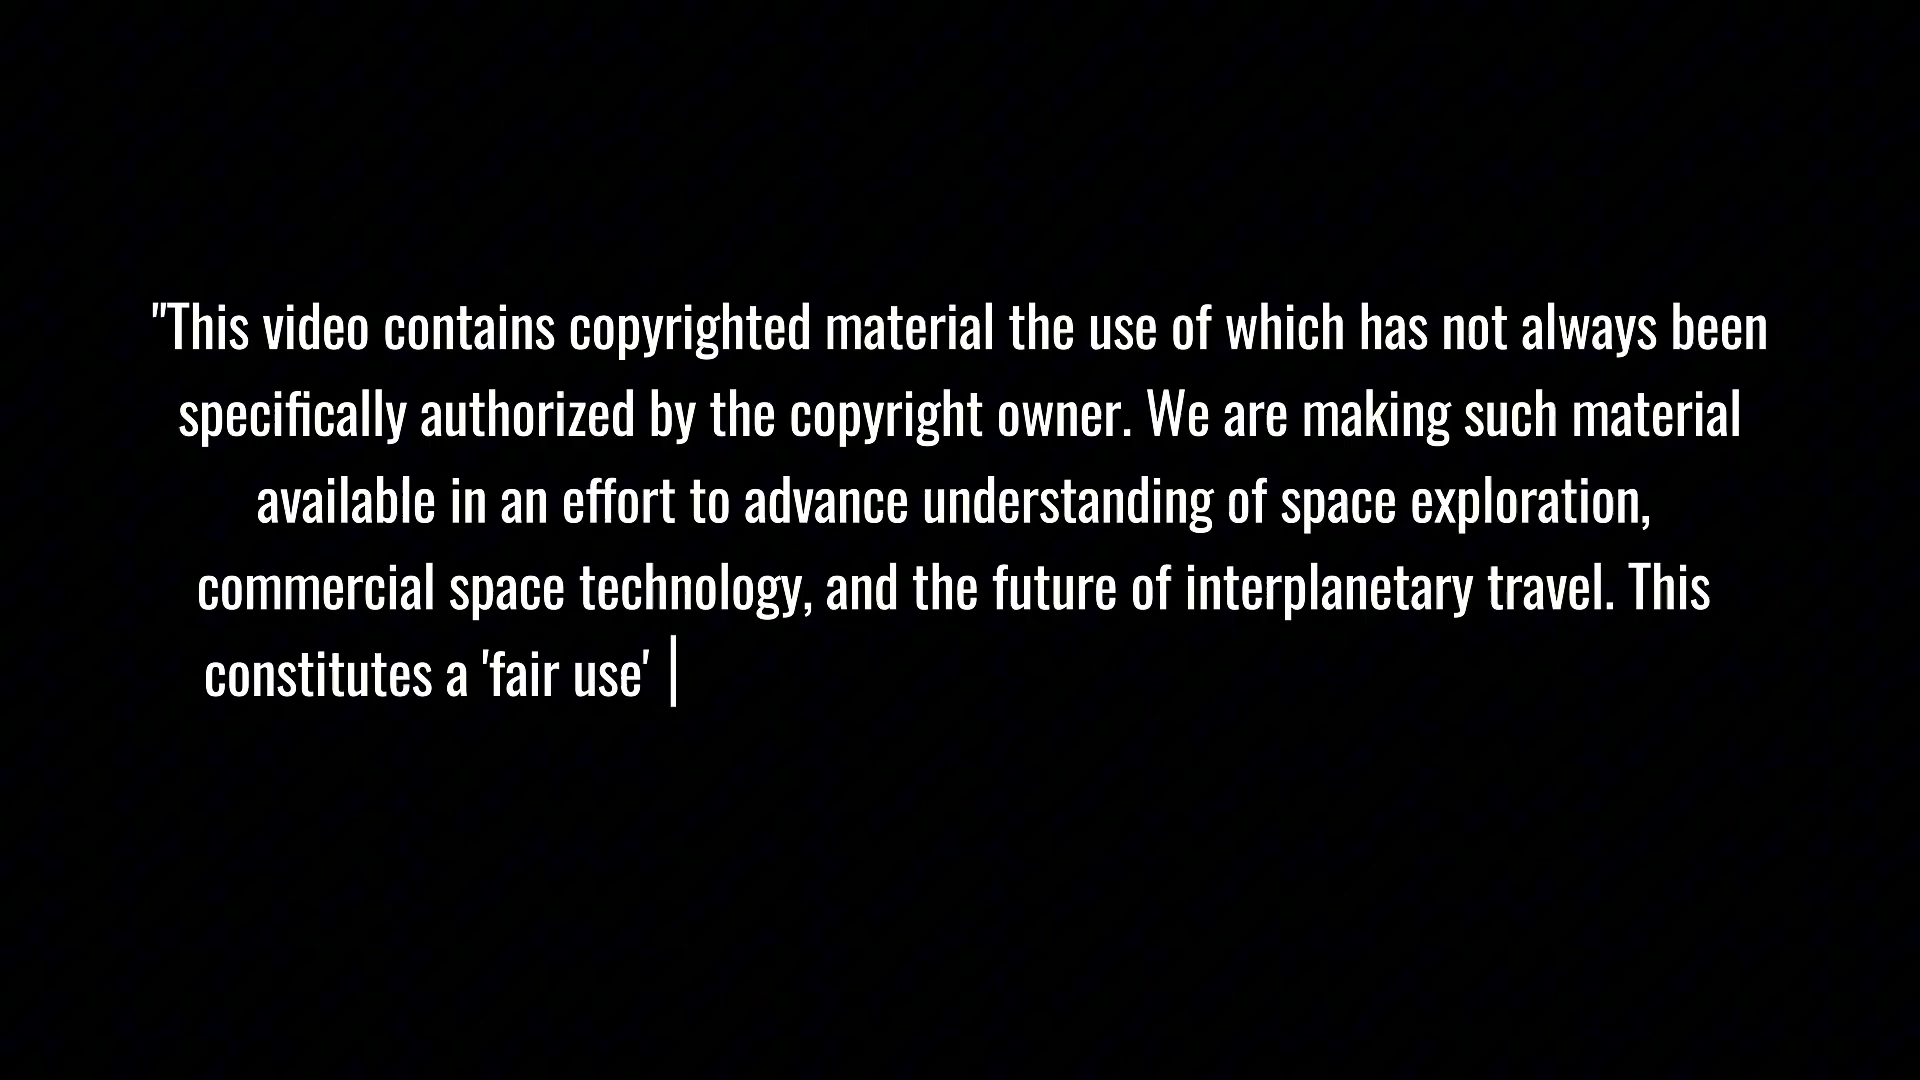 "This video contains copyrighted material the use of which has not always been
specifically authorized by the copyright owner. We are making such material
available in an effort to advance understanding of space exploration,
commercial space technology, and the future of interplanetary travel. This
constitutes a 'fair use'